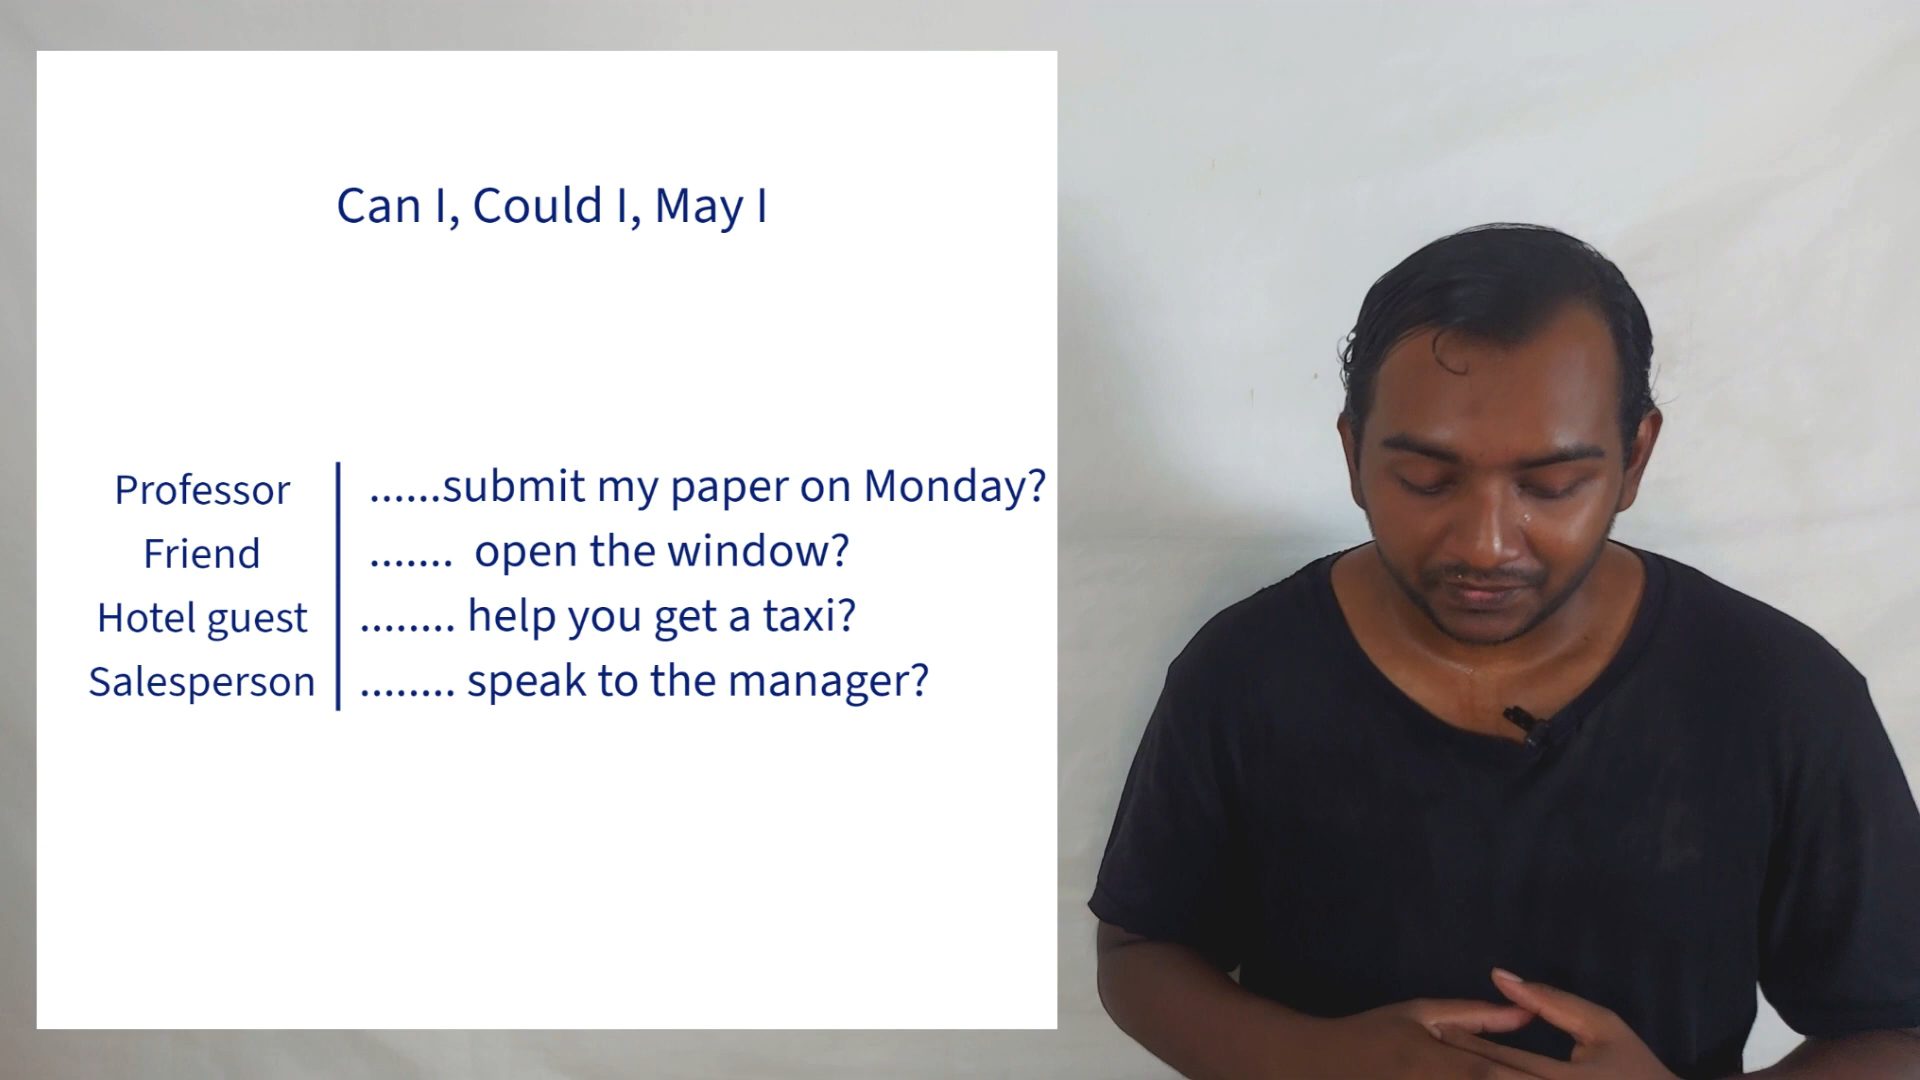 Can I, Could I, May I
Professor ......submit my paper on Monday?
Friend ....... open the window?
Hotel guest ........ help you get a taxi?
Salesperson ........ speak to the manager?